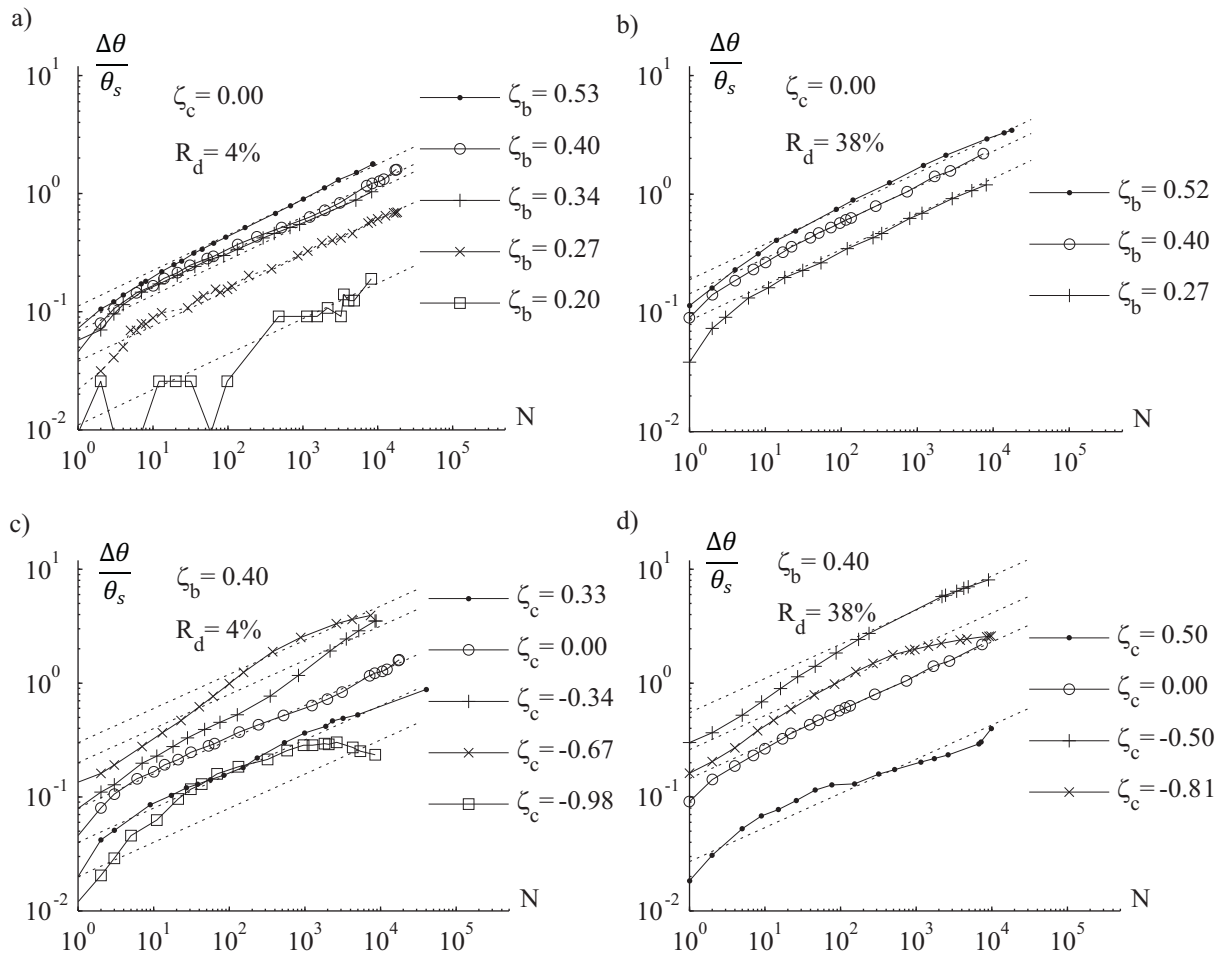 a)
Δθ
θs
ζc = 0.00
Rd = 4%
10^1
10^0
10^-1
10^-2
10^0 10^1 10^2 10^3 10^4 10^5
N
ζb = 0.53
ζb = 0.40
ζb = 0.34
ζb = 0.27
ζb = 0.20
b)
Δθ
θs
ζc = 0.00
Rd = 38%
10^1
10^0
10^-1
10^-2
10^0 10^1 10^2 10^3 10^4 10^5
N
ζb = 0.52
ζb = 0.40
ζb = 0.27
c)
Δθ
θs
ζb = 0.40
Rd = 4%
10^1
10^0
10^-1
10^-2
10^0 10^1 10^2 10^3 10^4 10^5
N
ζc = 0.33
ζc = 0.00
ζc = -0.34
ζc = -0.67
ζc = -0.98
d)
Δθ
θs
ζb = 0.40
Rd = 38%
10^1
10^0
10^-1
10^-2
10^0 10^1 10^2 10^3 10^4 10^5
N
ζc = 0.50
ζc = 0.00
ζc = -0.50
ζc = -0.81